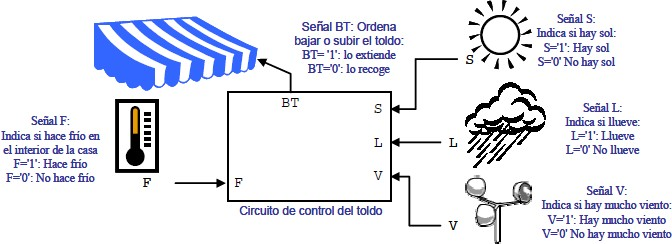 Señal BT: Ordena
bajar o subir el toldo:
BT= '1': lo extiende
BT='0': lo recoge
Señal S:
Indica si hay sol:
S='1': Hay sol
S='0' No hay sol
S
Señal F:
Indica si hace frío en
el interior de la casa
F='1': Hace frío
F='0': No hace frío
F
BT
S
L
V
F
Circuito de control del toldo
Señal L:
Indica si llueve:
L='1': Llueve
L='0' No llueve
L
Señal V:
Indica si hay mucho viento:
V='1': Hay mucho viento
V='0' No hay mucho viento
V